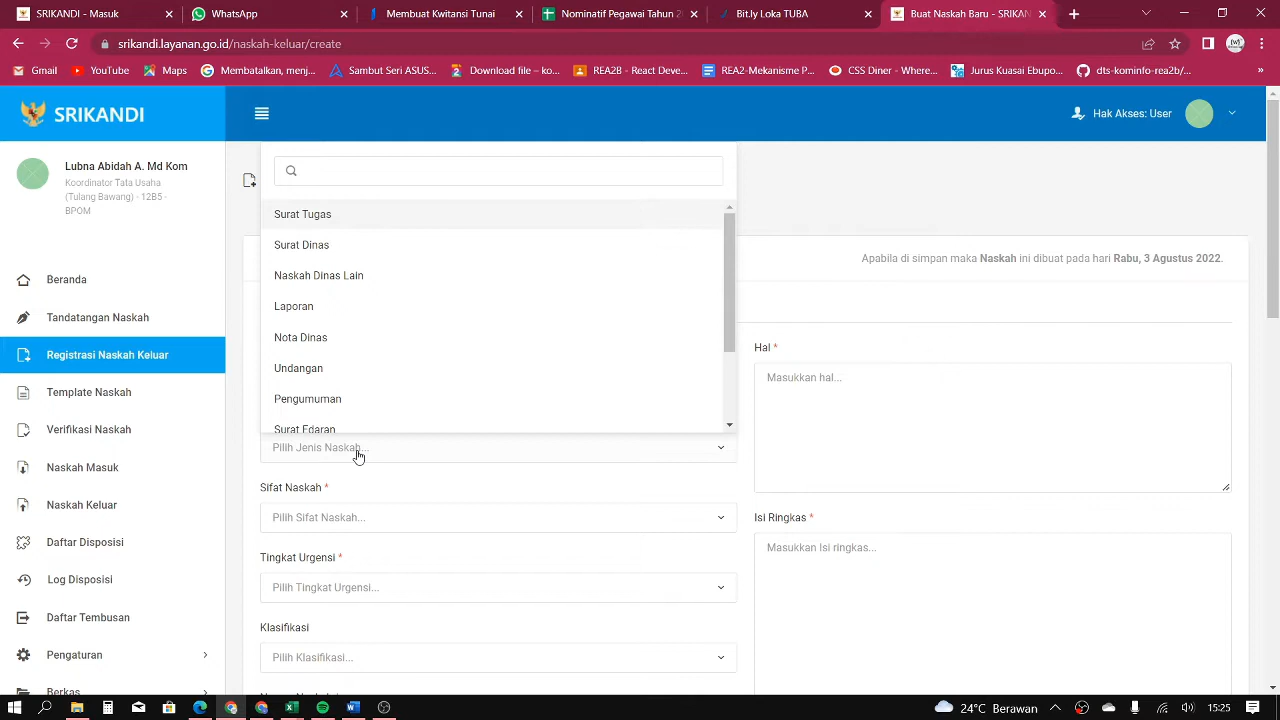 Buat Naskah Masuk - SRIKANDI
WhatsApp
Membuat Kwitansi Tunai
Nominatif Pegawai Tahun 2
Bit.ly Loka TUBA
Buat Naskah Baru - SRIKAN
srikandi.layanan.go.id/naskah-keluar/create
Gmail
YouTube
Maps
Membatalkan, menj...
Sambut Seri ASUS...
Download file – ko...
REA2B - React Deve...
REA2-Mekanisme P...
CSS Diner - Where...
Jurus Kuasai Ebupo...
dts-kominfo-rea2b/...
SRIKANDI
Hak Akses: User
Lubna Abidah A. Md Kom
Koordinator Tata Usaha
(Tulang Bawang) - 12B5 -
BPOM
Beranda
Tandatangan Naskah
Registrasi Naskah Keluar
Template Naskah
Verifikasi Naskah
Naskah Masuk
Naskah Keluar
Daftar Disposisi
Log Disposisi
Daftar Tembusan
Pengaturan
Berkas
Surat Tugas
Surat Dinas
Naskah Dinas Lain
Laporan
Nota Dinas
Undangan
Pengumuman
Surat Edaran
Pilih Jenis Naskah...
Sifat Naskah *
Pilih Sifat Naskah...
Tingkat Urgensi *
Pilih Tingkat Urgensi...
Klasifikasi
Pilih Klasifikasi...
Apabila di simpan maka Naskah ini dibuat pada hari Rabu, 3 Agustus 2022.
Hal *
Masukkan hal...
Isi Ringkas *
Masukkan Isi ringkas...
24°C Berawan
15:25